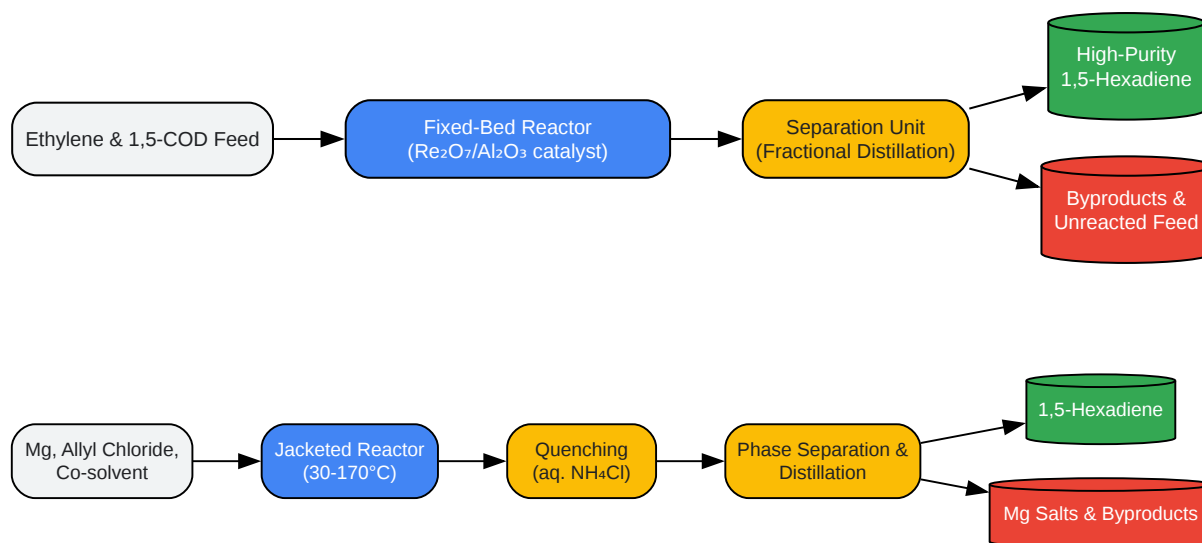 Ethylene & 1,5-COD Feed
Fixed-Bed Reactor
(Re₂O₇/Al₂O₃ catalyst)
Separation Unit
(Fractional Distillation)
High-Purity
1,5-Hexadiene
Byproducts &
Unreacted Feed
Mg, Allyl Chloride,
Co-solvent
Jacketed Reactor
(30-170°C)
Quenching
(aq. NH₄Cl)
Phase Separation &
Distillation
1,5-Hexadiene
Mg Salts & Byproducts